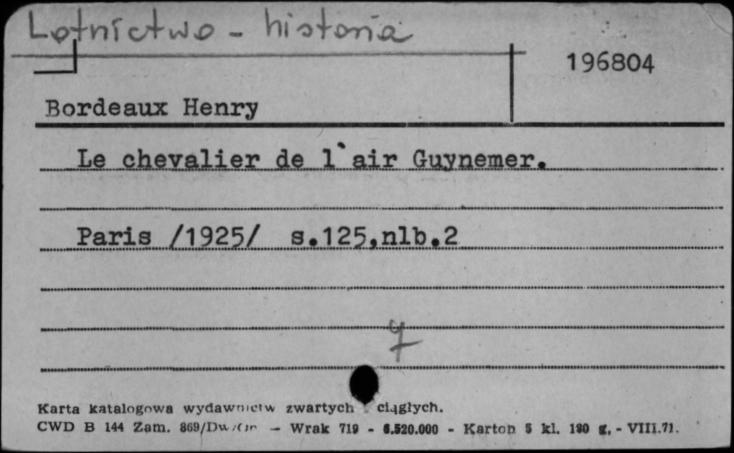 Lotnictwo - historia
196804
Bordeaux Henry
Le chevalier de l`air Guynemer.
Paris /1925/ s.125,nlb.2
Karta katalogowa wydawnictw zwartych ciągłych.
CWD B 144 Zam. 869/ - Wrak 719 - 6.520.000 - Karton 5 kl. 180 g. - VIII.71.